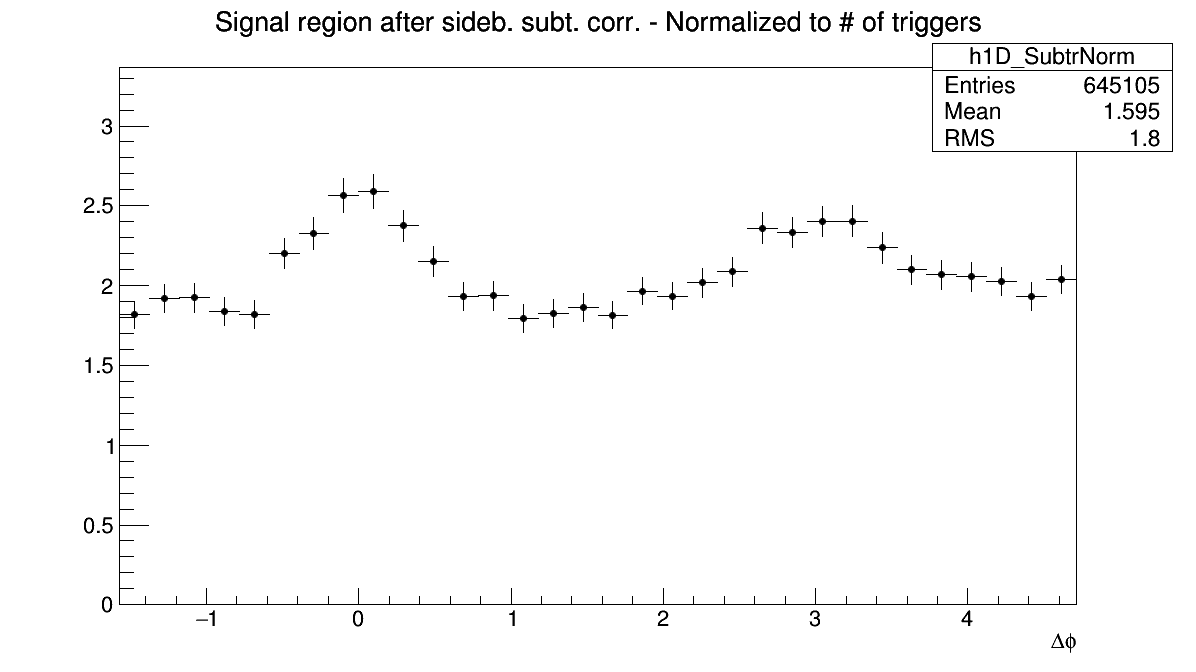 Signal region after sideb. subt. corr. - Normalized to # of triggers
h1D_SubtrNorm
Entries 645105
Mean 1.595
RMS 1.8
3
2.5
2
1.5
1
0.5
0
−1 0 1 2 3 4
Δϕ